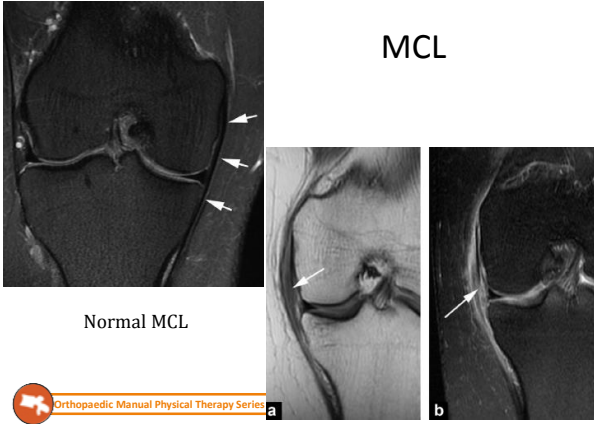 MCL
Normal MCL
Orthopaedic Manual Physical Therapy Series
a
b